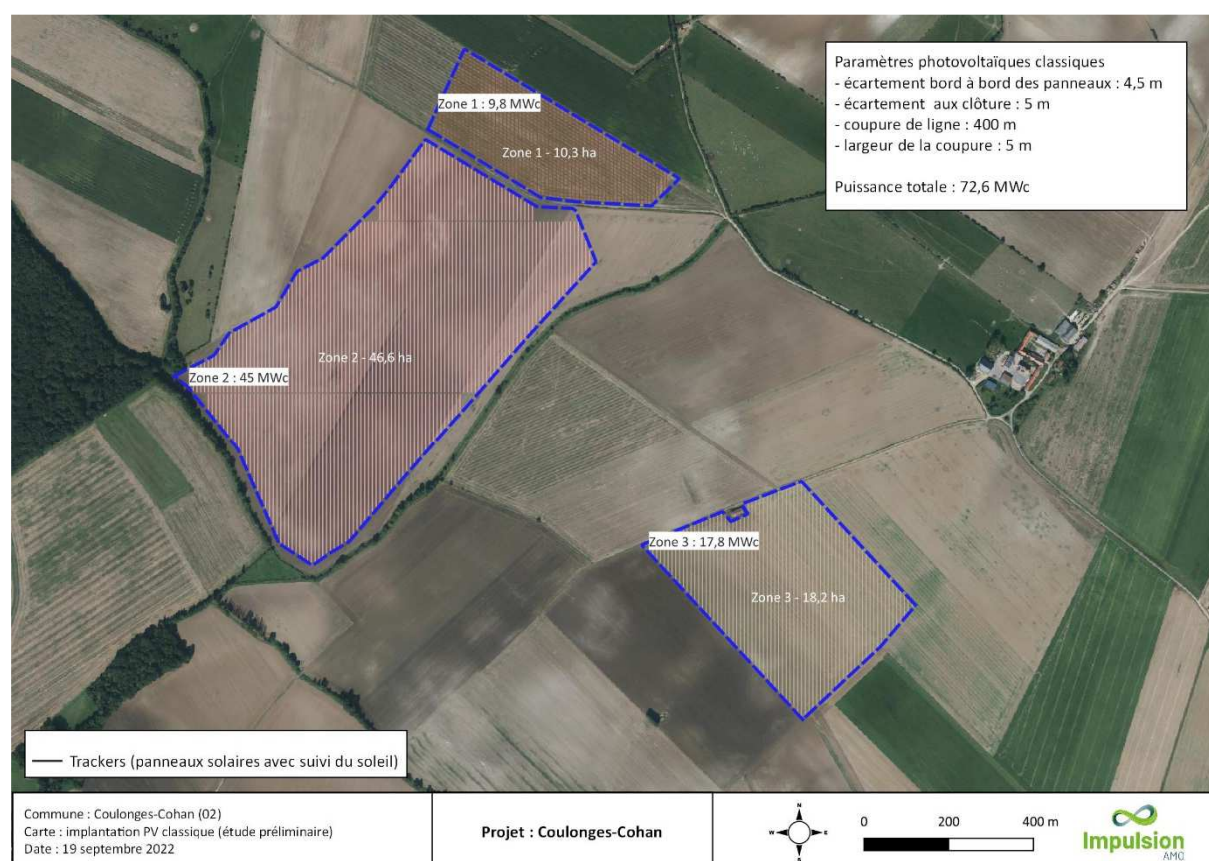 Paramètres photovoltaïques classiques
- écartement bord à bord des panneaux : 4,5 m
- écartement aux clôture : 5 m
- coupure de ligne : 400 m
- largeur de la coupure : 5 m
Puissance totale : 72,6 MWc
Zone 1 : 9,8 MWc
Zone 1 - 10,3 ha
Zone 2 - 46,6 ha
Zone 2 : 45 MWc
Zone 3 : 17,8 MWc
Zone 3 - 18,2 ha
Trackers (panneaux solaires avec suivi du soleil)
Commune : Coulonges-Cohan (02)
Carte : implantation PV classique (étude préliminaire)
Date : 19 septembre 2022
Projet : Coulonges-Cohan
N
W E
S
0 200 400 m
Impulsion
AMO